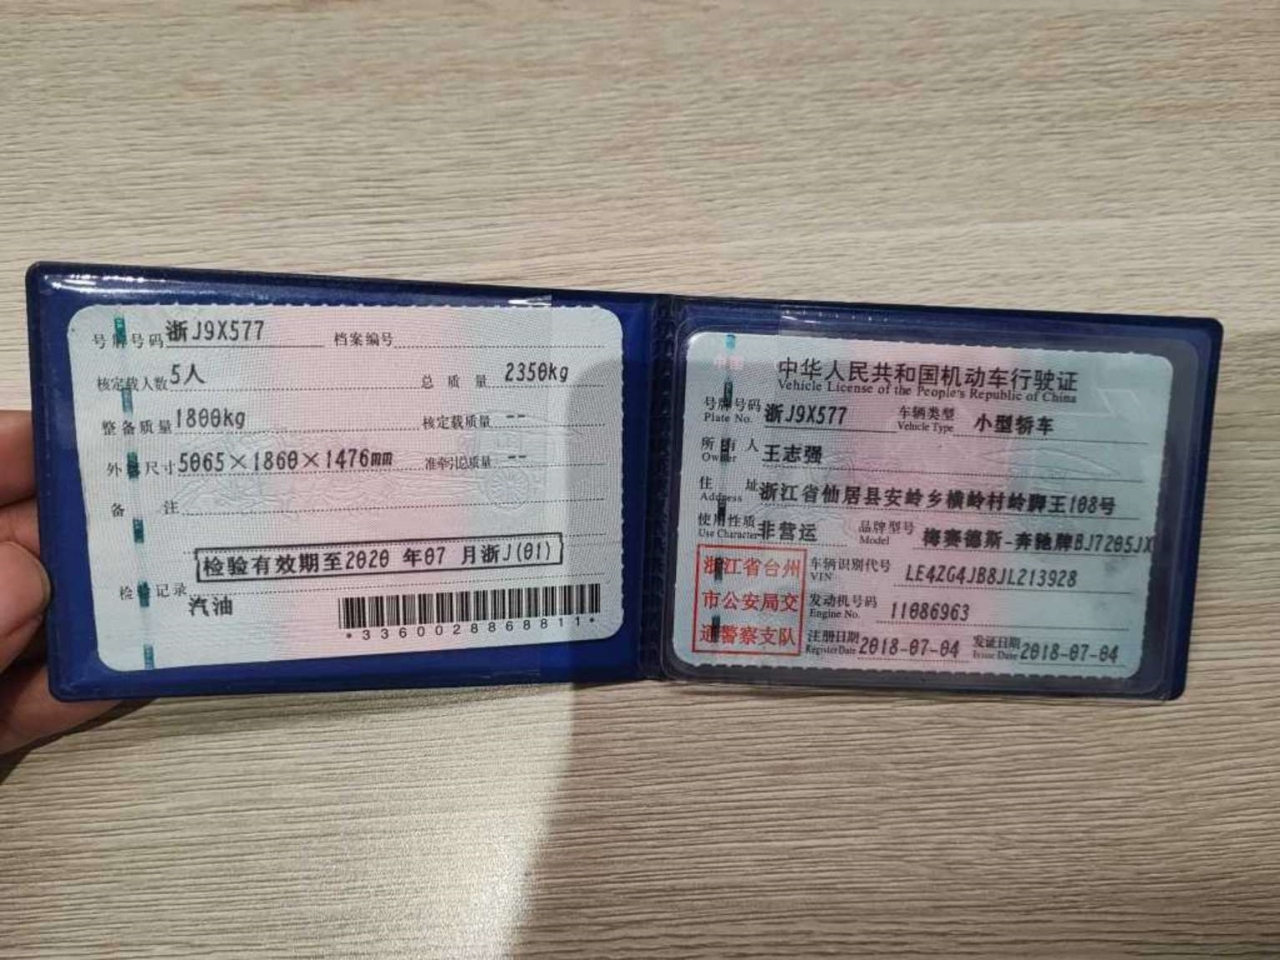 号牌号码 浙J9X577 档案编号
核定载人数 5人 总质量 2350kg
整备质量 1800kg 核定载质量 --
外廓尺寸 5065×1860×1476mm 准牵引总质量 --
备注
检验有效期至2020 年07 月浙J(01)
检验记录
汽油
*3360028868811*
中华人民共和国机动车行驶证
Vehicle License of the People's Republic of China
号牌号码 浙J9X577 车辆类型 小型轿车
Plate No. Vehicle Type
所有人 王志强
Owner
住址 浙江省仙居县安岭乡横岭村岭脚王108号
Address
使用性质 非营运 品牌型号 梅赛德斯-奔驰牌BJ7205JX
Use Character Model
浙江省台州
市公安局交
通警察支队
车辆识别代号 LE4ZG4JB8JL213928
VIN
发动机号码 11086963
Engine No.
注册日期 2018-07-04 发证日期 2018-07-04
Register Date Issue Date